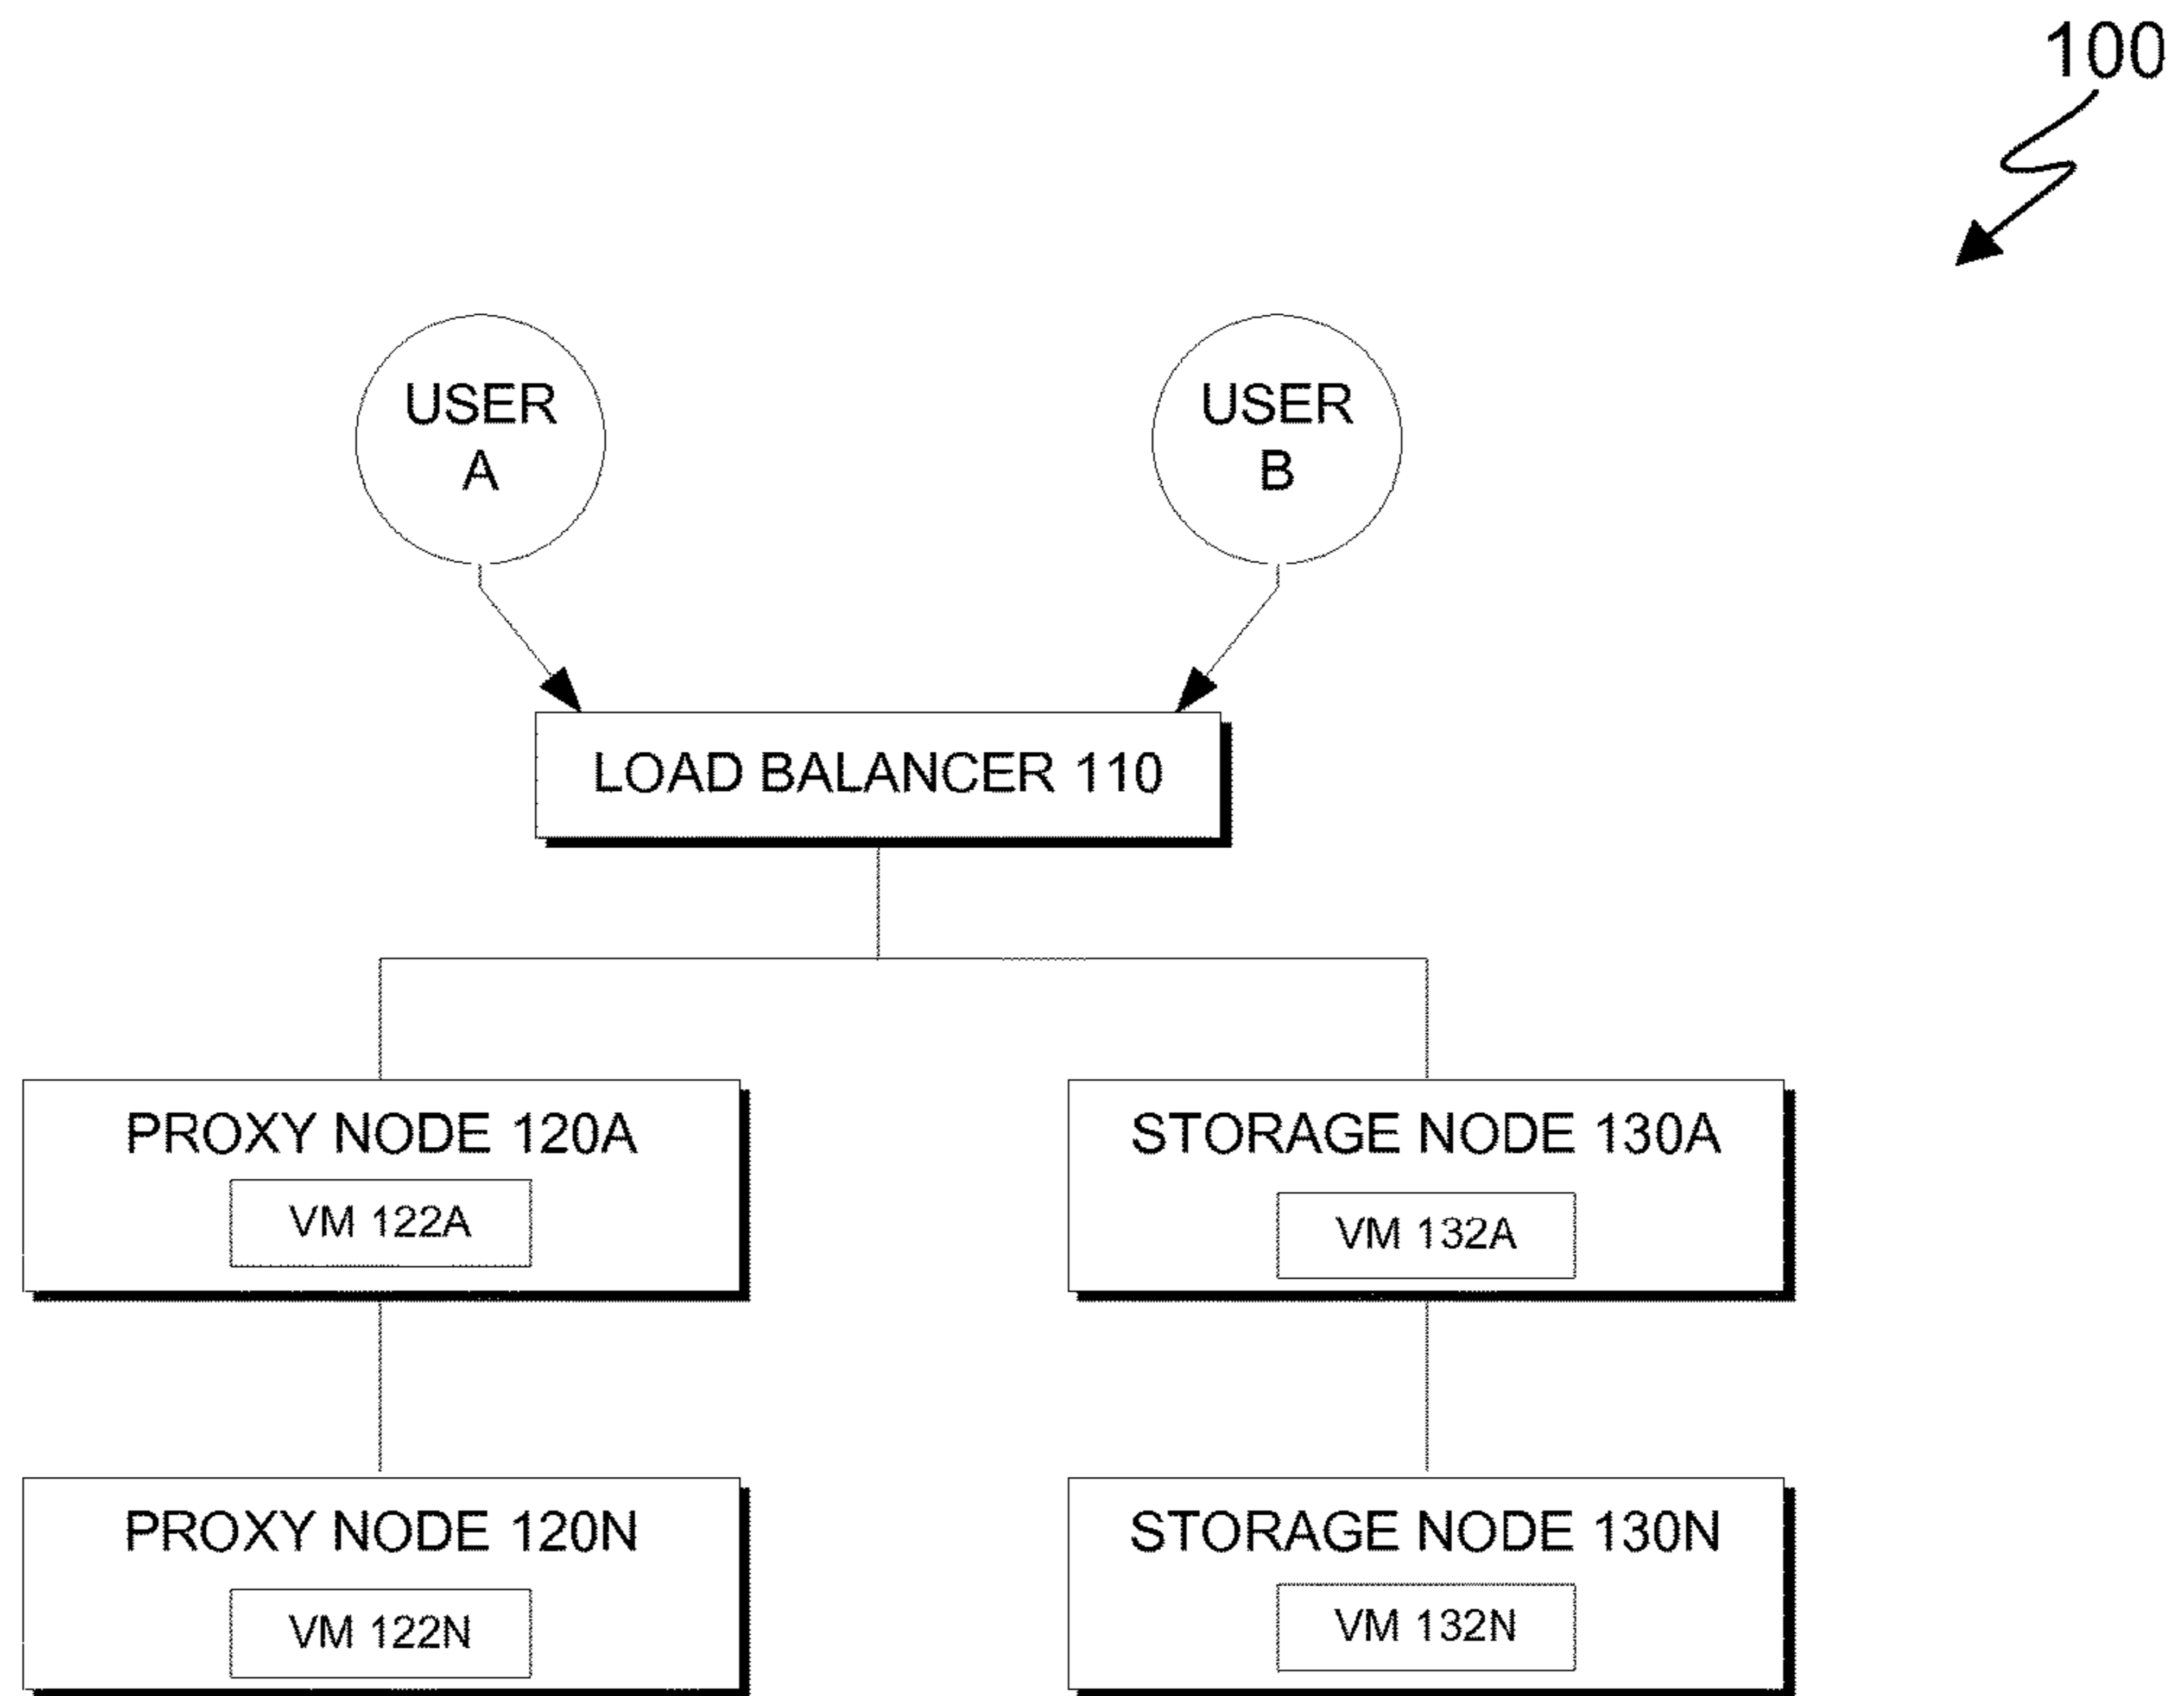 100
USER
A
USER
B
LOAD BALANCER 110
PROXY NODE 120A
VM 122A
STORAGE NODE 130A
VM 132A
PROXY NODE 120N
VM 122N
STORAGE NODE 130N
VM 132N